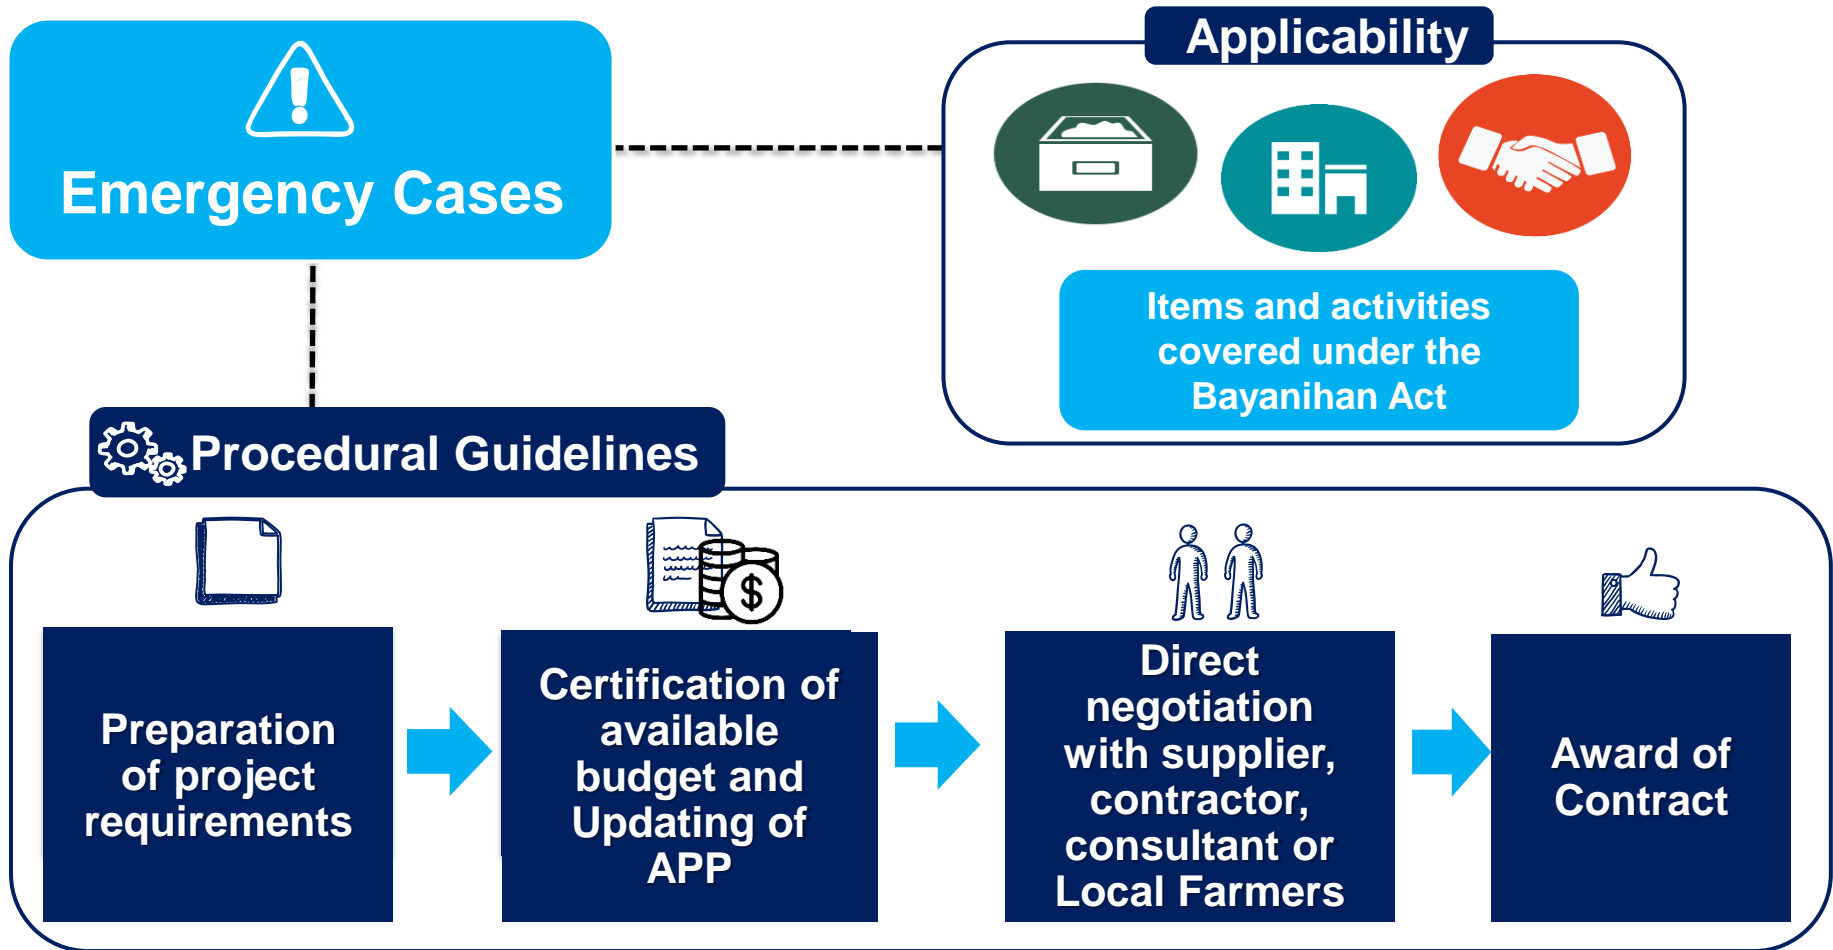 Emergency Cases
Applicability
Items and activities
covered under the
Bayanihan Act
Procedural Guidelines
Preparation
of project
requirements
$
Certification of
available
budget and
Updating of
APP
Direct
negotiation
with supplier,
contractor,
consultant or
Local Farmers
Award of
Contract